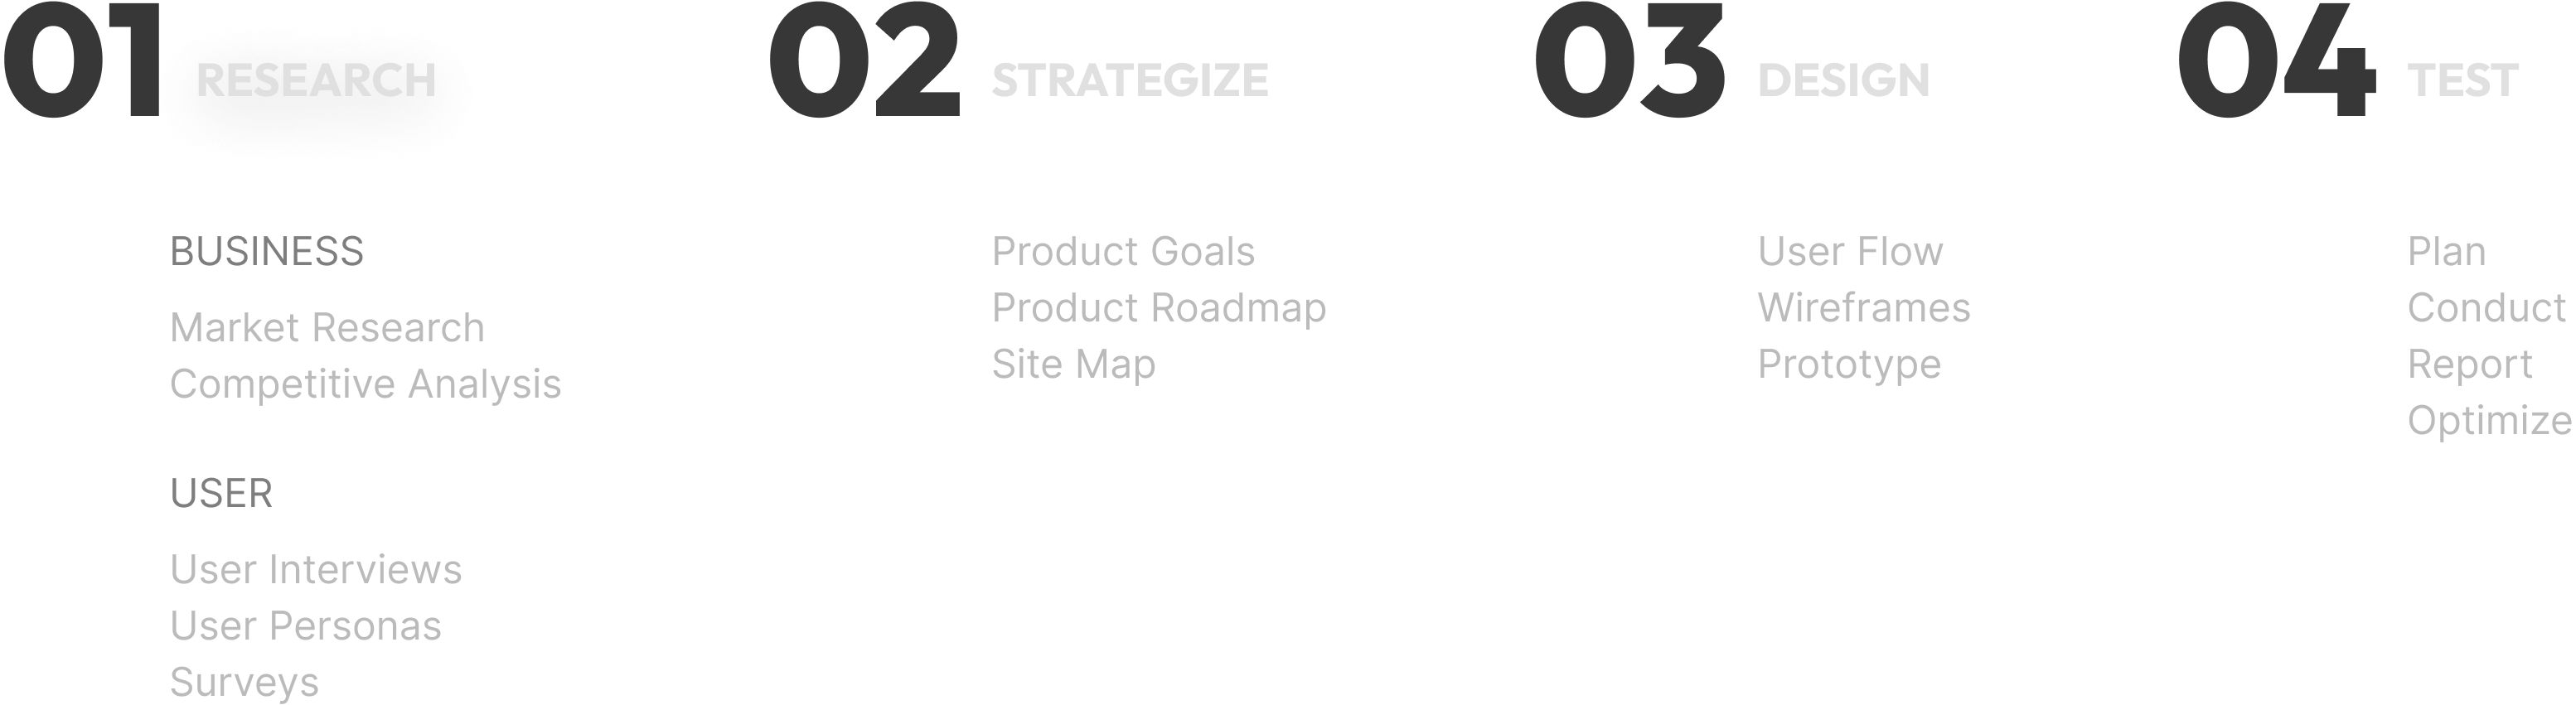 01 RESEARCH
BUSINESS
Market Research
Competitive Analysis
USER
User Interviews
User Personas
Surveys
02 STRATEGIZE
Product Goals
Product Roadmap
Site Map
03 DESIGN
User Flow
Wireframes
Prototype
04 TEST
Plan
Conduct
Report
Optimize